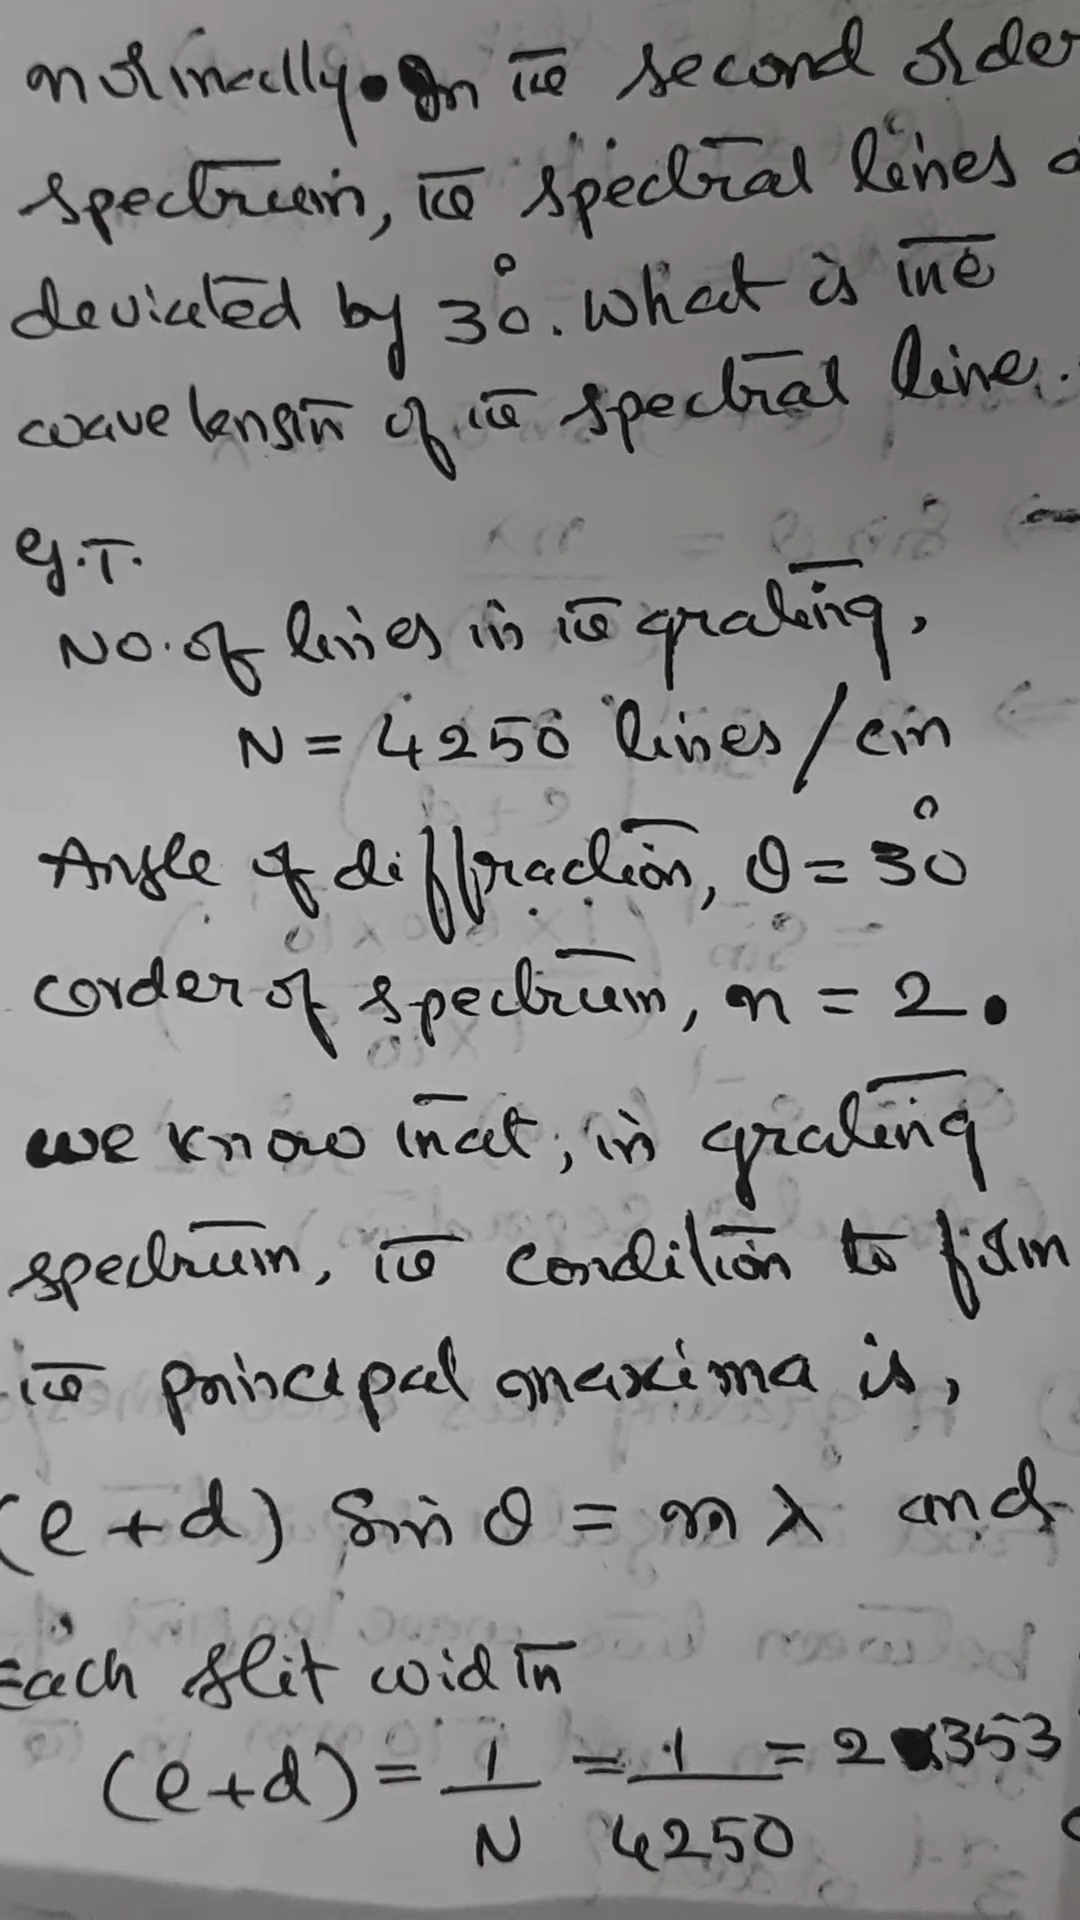 normally. In the second order
spectrum, the spectral lines
deviated by 30°. What is the
wavelength of the spectral line.
G.T.
No. of lines in the grating,
N = 4250 lines/cm
Angle of diffraction, θ = 30°
order of spectrum, n = 2.
we know that, in grating
spectrum, the condition to form
the principal maxima is,
(e+d) Sin θ = n λ and
Each slit width
(e+d) = 1/N = 1/4250 = 2.353